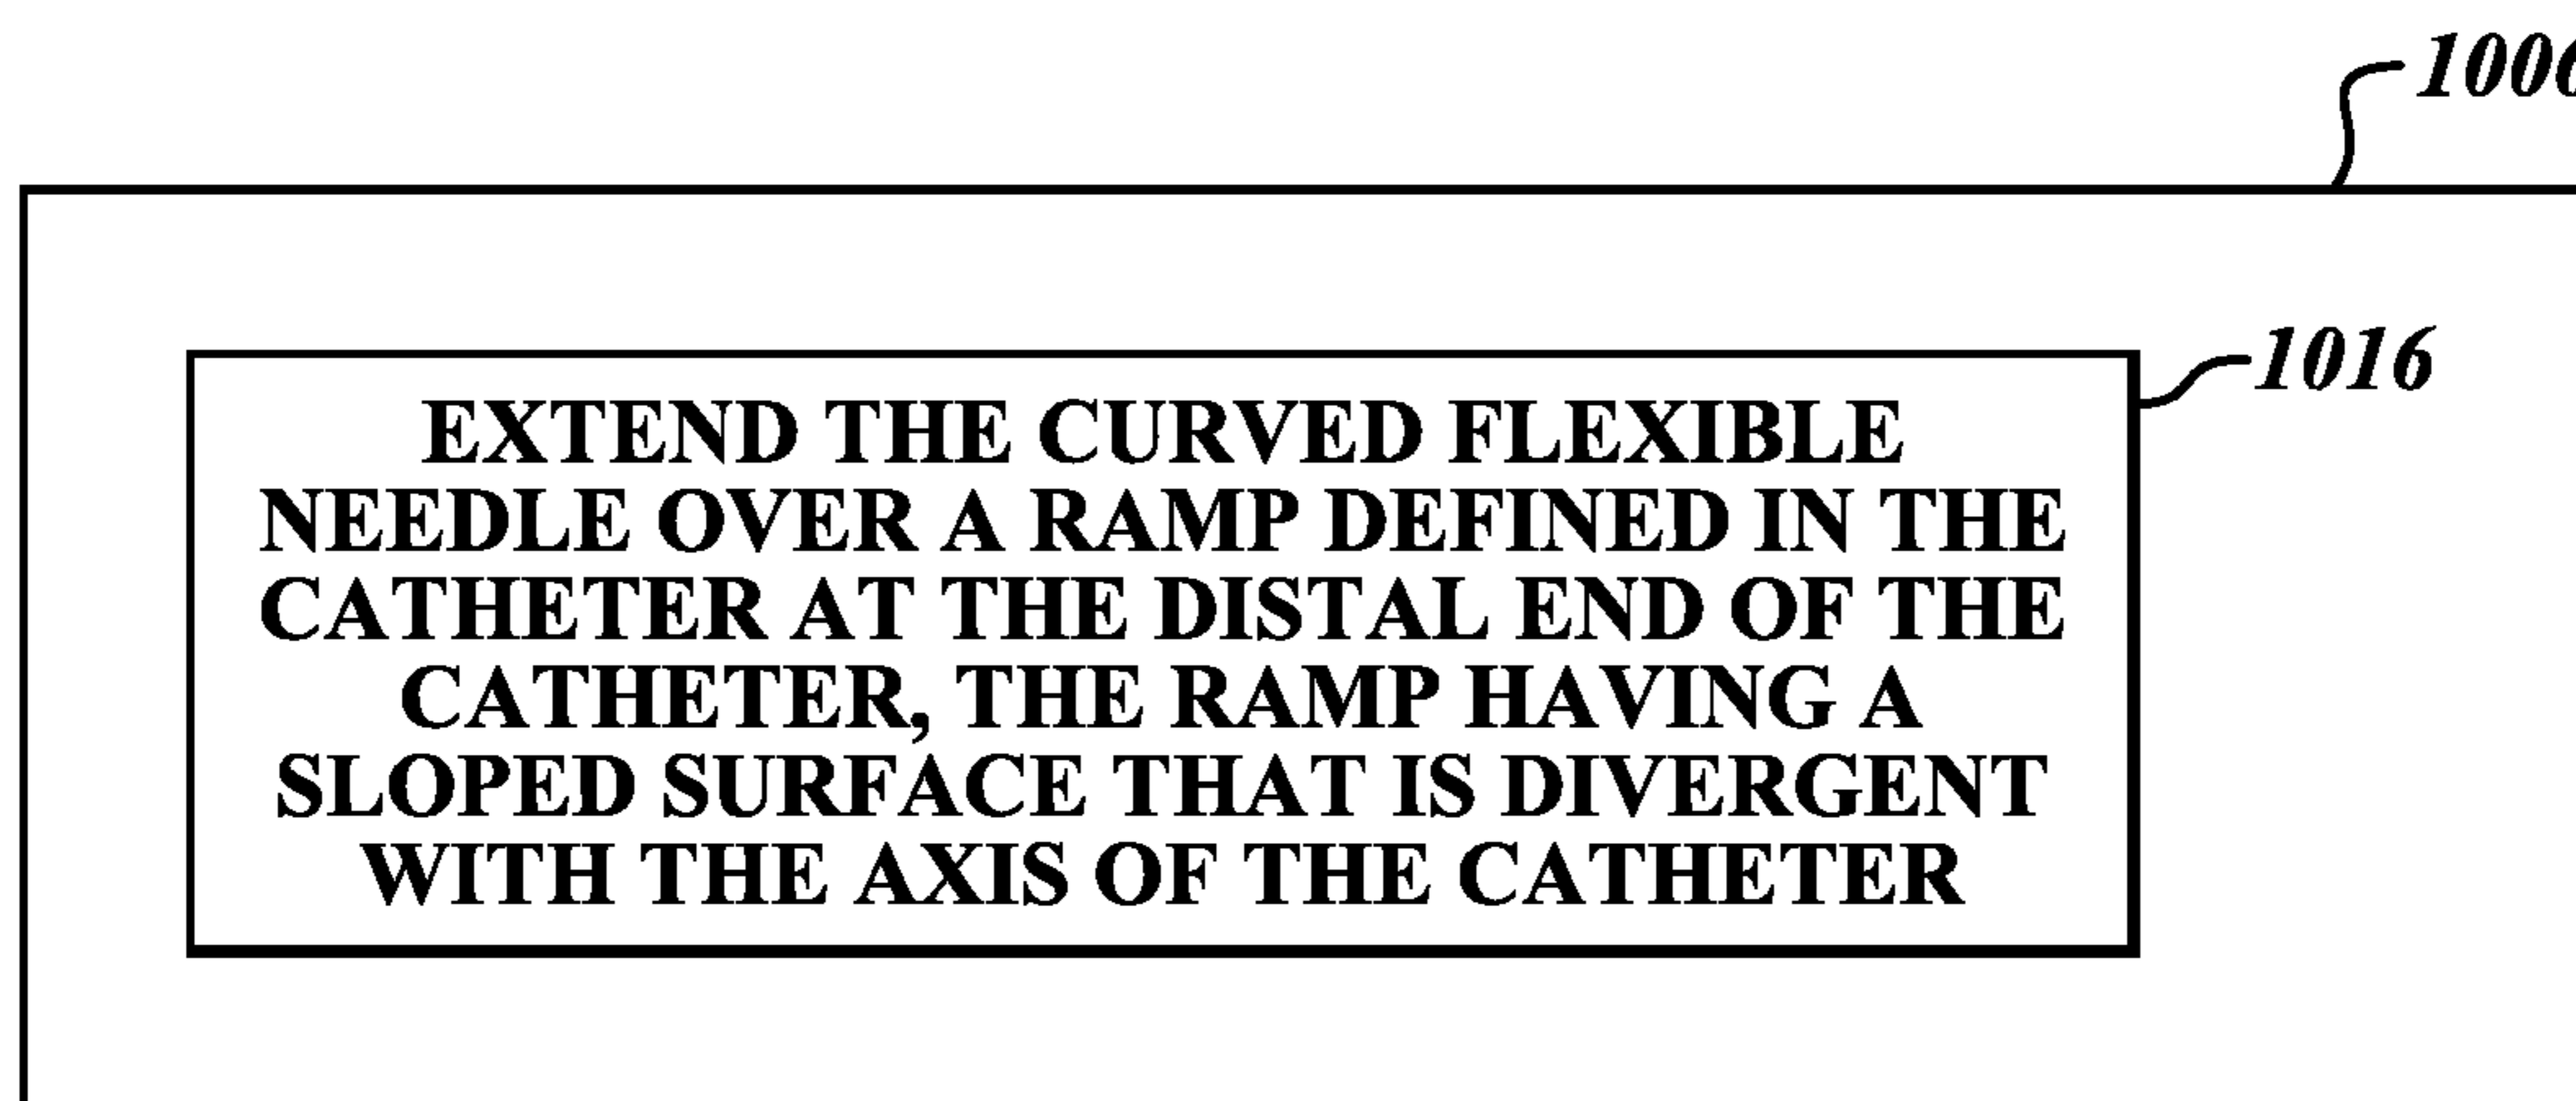 1016
EXTEND THE CURVED FLEXIBLE
NEEDLE OVER A RAMP DEFINED IN THE
CATHETER AT THE DISTAL END OF THE
CATHETER, THE RAMP HAVING A
SLOPED SURFACE THAT IS DIVERGENT
WITH THE AXIS OF THE CATHETER